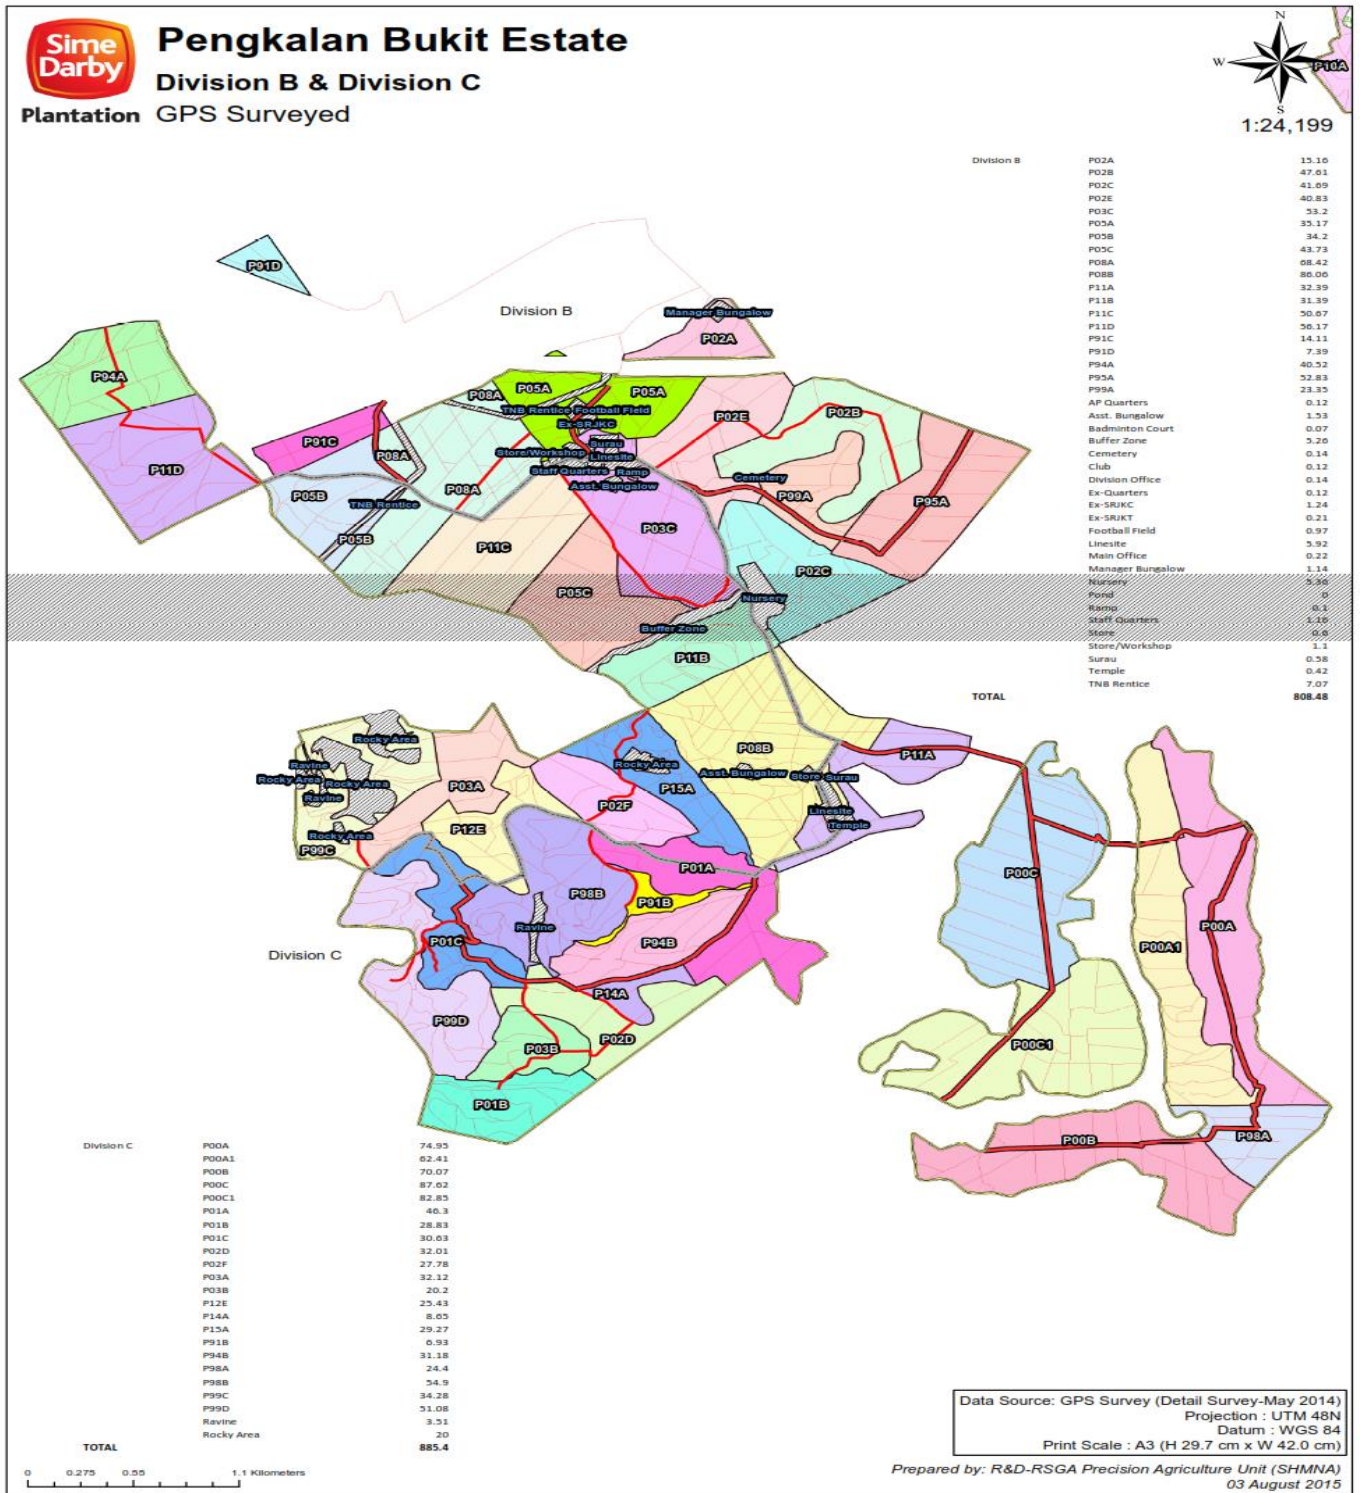 Sime
Darby
Plantation
Pengkalan Bukit Estate
Division B & Division C
GPS Surveyed
N
W
S
P10A
1:24,199
Division B P02A 15.16
P02B 47.61
P02C 41.69
P02E 40.83
P03C 53.2
P05A 35.17
P05B 34.2
P05C 43.73
P08A 68.42
P08B 86.06
P11A 32.39
P11B 31.39
P11C 50.67
P11D 56.17
P91C 14.11
P91D 7.39
P94A 40.52
P95A 52.83
P99A 23.35
AP Quarters 0.12
Asst. Bungalow 1.53
Badminton Court 0.07
Buffer Zone 5.26
Cemetery 0.14
Club 0.12
Division Office 0.14
Ex-Quarters 0.12
Ex-SRJKC 1.24
Ex-SRJKT 0.21
Football Field 0.97
Linesite 5.92
Main Office 0.22
Manager Bungalow 1.14
Nursery 5.36
Pond 0
Ramp 0.1
Staff Quarters 1.16
Store 0.6
Store/Workshop 1.1
Surau 0.58
Temple 0.42
TNB Rentice 7.07
TOTAL 808.48
P91D
Division B
Manager Bungalow
P02A
P94A
P08A
P05A
P05A
TNB Rentice Football Field
P02E
P02B
Ex-SRJKC
P91C
Surau
P08A
Store/Workshop
Linesite
P11D
Staff Quarters
Ramp
Cemetery
P08A
Asst. Bungalow
P05B
P99A
P95A
TNB Rentice
P03C
P05B
P11C
P02C
P05C
Nursery
Buffer Zone
P11B
Rocky Area
P08B
P11A
Ravine
Rocky Area
Rocky Area
Rocky Area
Asst. Bungalow
Store
Surau
P03A
P15A
Ravine
P02F
Linesite
Temple
P12E
Rocky Area
P99C
P01A
P00C
P98B
P91B
Ravine
P00A
P01C
P94B
P00A1
Division C
P14A
P99D
P02D
P03B
P00C1
P01B
P00B
P98A
Division C P00A 74.95
P00A1 62.41
P00B 70.07
P00C 87.62
P00C1 82.85
P01A 46.3
P01B 28.83
P01C 30.63
P02D 32.01
P02F 27.78
P03A 32.12
P03B 20.2
P12E 25.43
P14A 8.65
P15A 29.27
P91B 6.93
P94B 31.18
P98A 24.4
P98B 54.9
P99C 34.28
P99D 51.08
Ravine 3.51
Rocky Area 20
TOTAL 885.4
0 0.275 0.55 1.1 Kilometers
Data Source: GPS Survey (Detail Survey-May 2014)
Projection : UTM 48N
Datum : WGS 84
Print Scale : A3 (H 29.7 cm x W 42.0 cm)
Prepared by: R&D-RSGA Precision Agriculture Unit (SHMNA)
03 August 2015